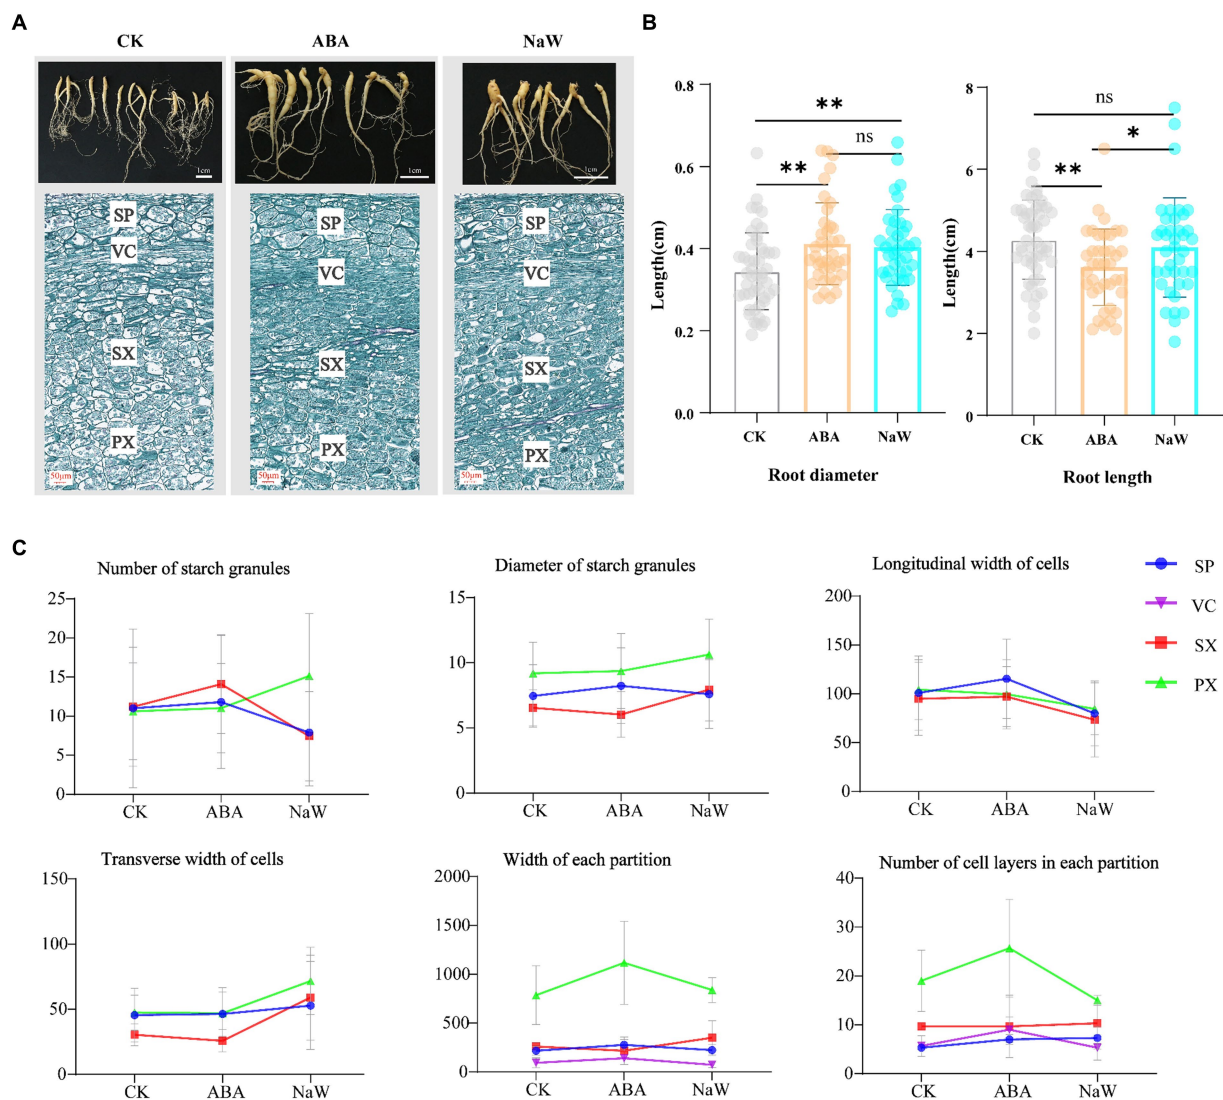 A
CK
ABA
NaW
1cm
1cm
1cm
SP
VC
SX
PX
50μm
SP
VC
SX
PX
50μm
SP
VC
SX
PX
50μm
B
Length(cm)
0.8
0.6
0.4
0.2
0.0
**
**
ns
CK
ABA
NaW
Root diameter
Length(cm)
8
6
4
2
0
ns
**
*
CK
ABA
NaW
Root length
C
Number of starch granules
25
20
15
10
5
0
CK
ABA
NaW
Diameter of starch granules
15
10
5
0
CK
ABA
NaW
Longitudinal width of cells
200
150
100
50
0
CK
ABA
NaW
SP
VC
SX
PX
Transverse width of cells
150
100
50
0
CK
ABA
NaW
Width of each partition
2000
1500
1000
500
0
CK
ABA
NaW
Number of cell layers in each partition
40
30
20
10
0
CK
ABA
NaW